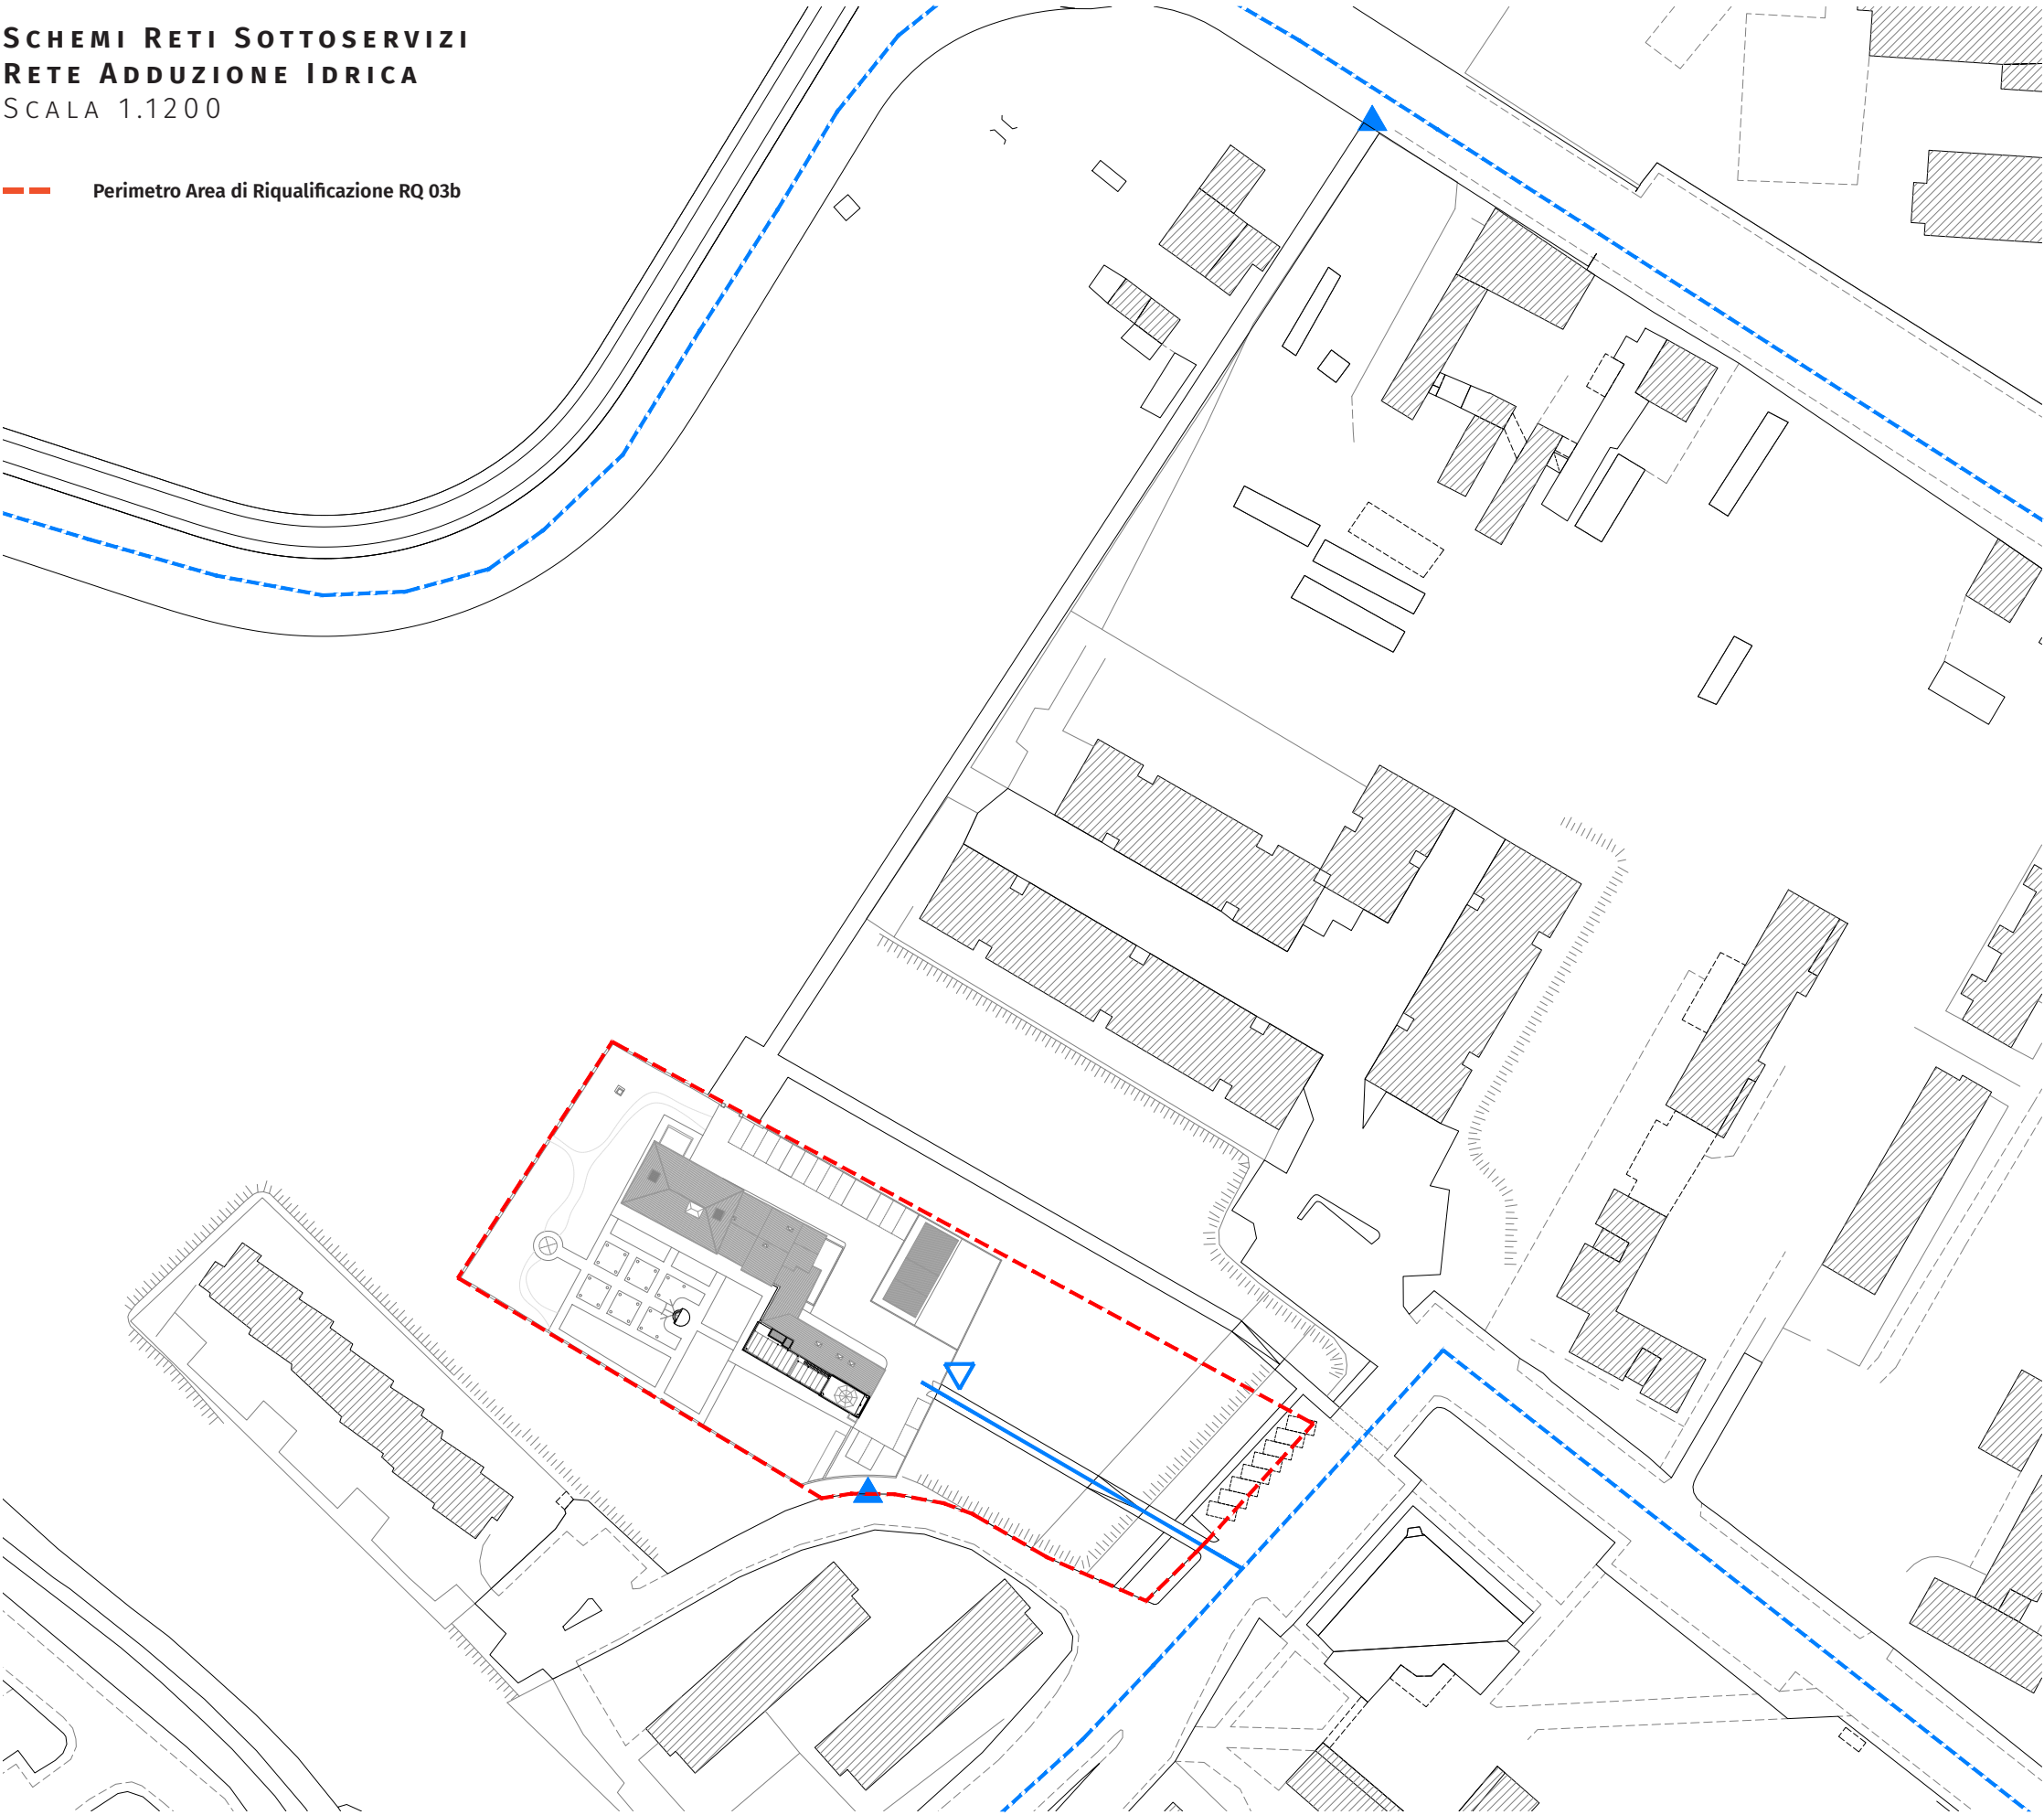 SCHEMI RETI SOTTOSERVIZI
RETE ADDUZIONE IDRICA
SCALA 1.1200
Perimetro Area di Riqualificazione RQ 03b